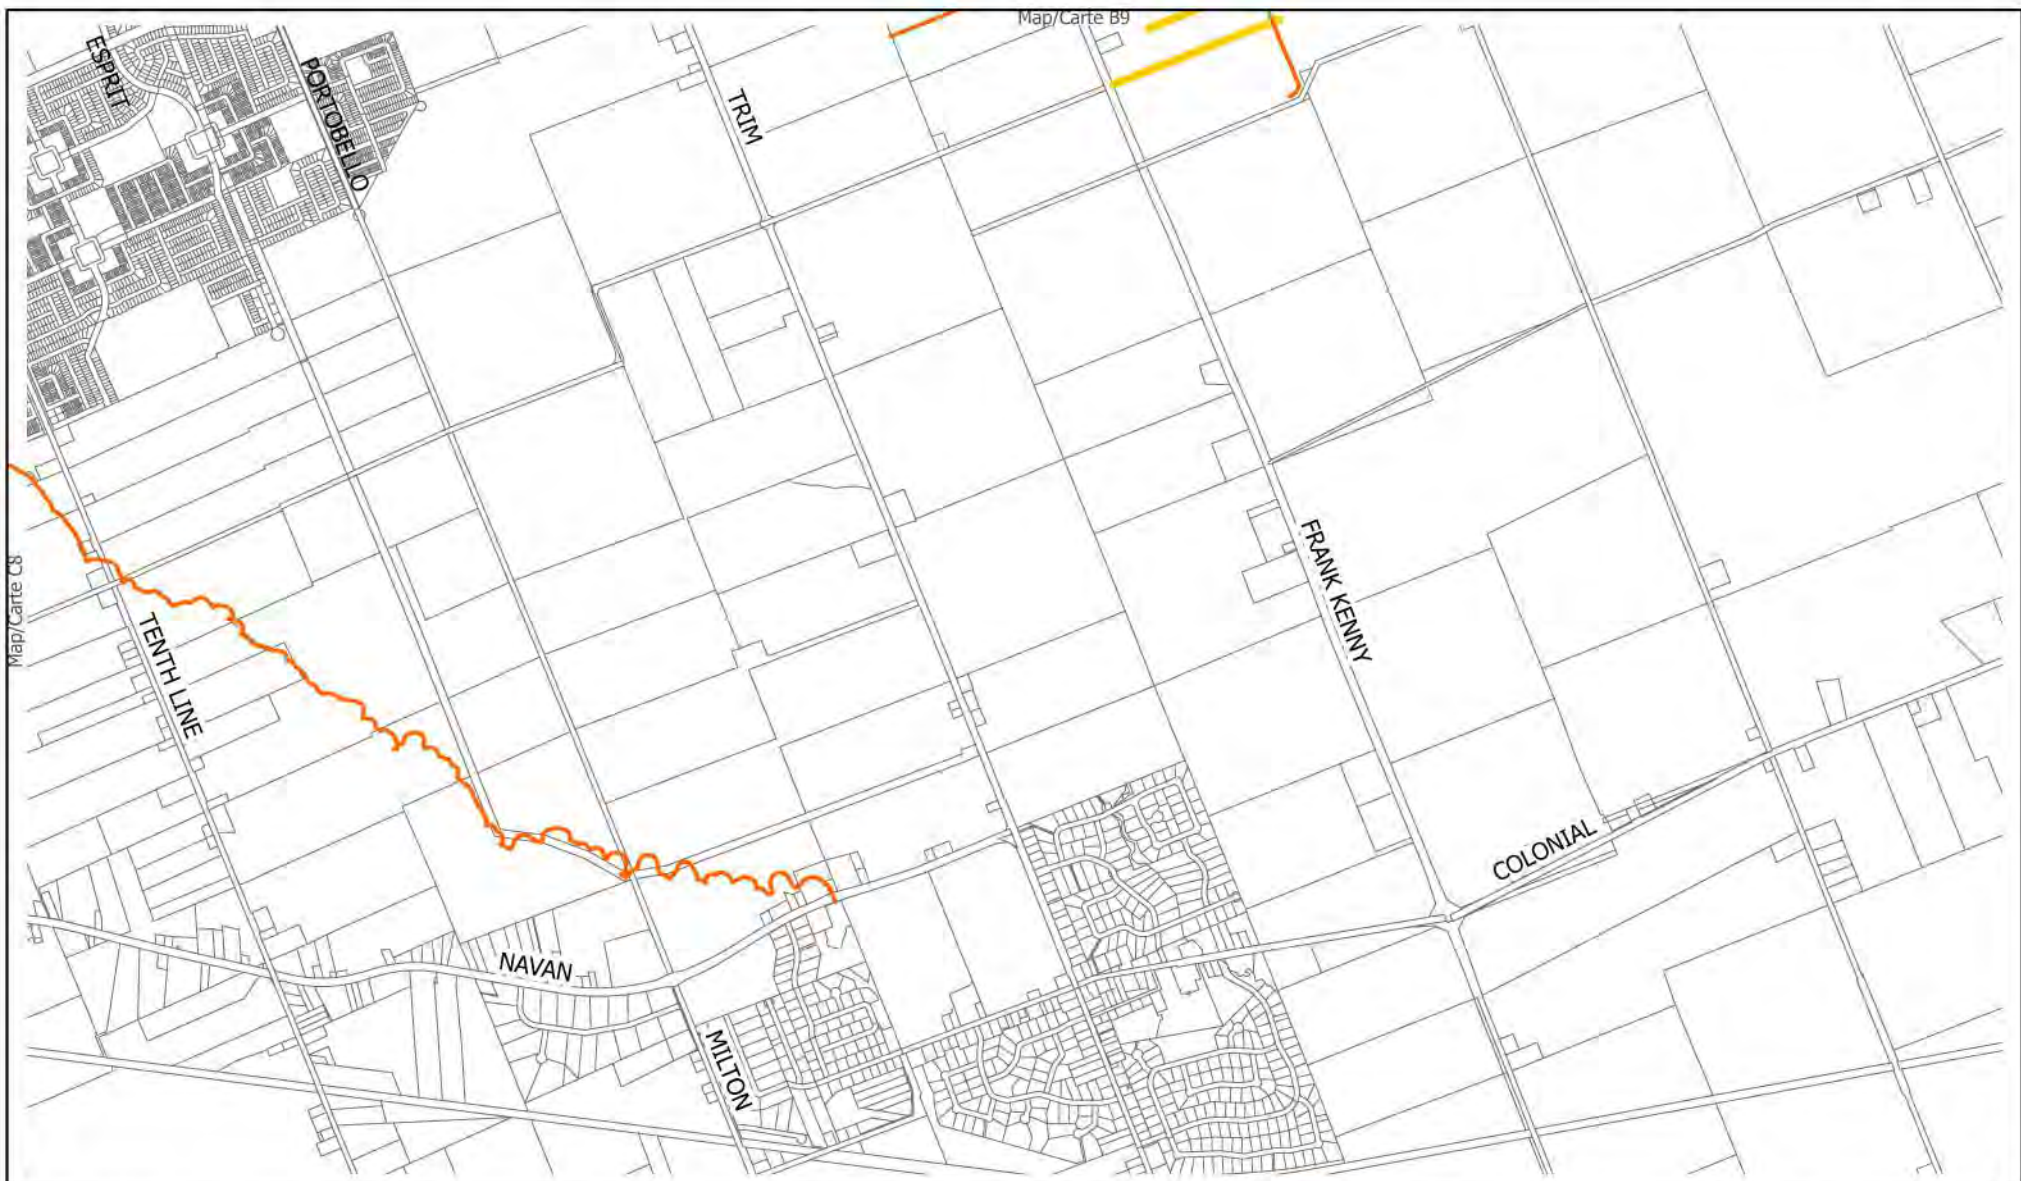 Map/Carte B9
ESPRIT
PORTOBELLO
TRIM
Map/Carte C8
FRANK KENNY
TENTH LINE
COLONIAL
NAVAN
MILTON